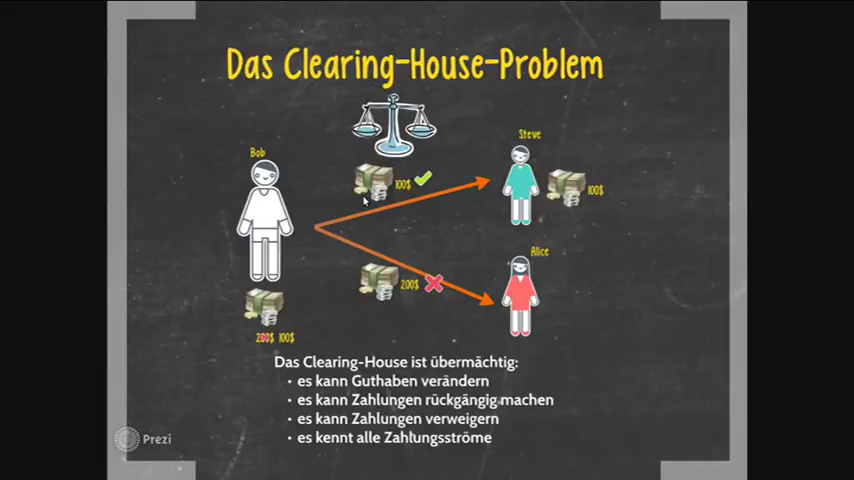 Das Clearing-House-Problem
Steve
Bob
100$
100$
Alice
200$
200$ 100$
Das Clearing-House ist übermächtig:
• es kann Guthaben verändern
• es kann Zahlungen rückgängig machen
• es kann Zahlungen verweigern
• es kennt alle Zahlungsströme
Prezi